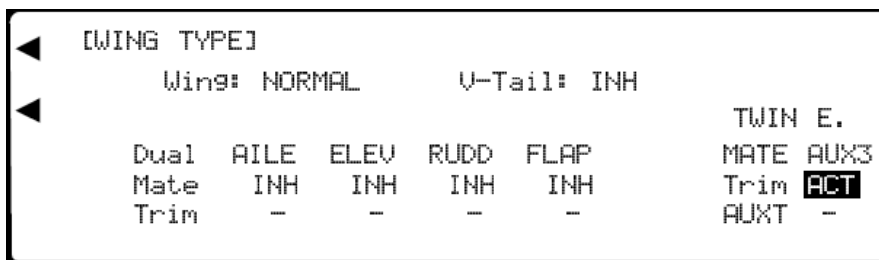 [WING TYPE]
Wing: NORMAL V-Tail: INH
TWIN E.
Dual AILE ELEV RUDD FLAP MATE AUX3
Mate INH INH INH INH Trim ACT
Trim — — — — AUXT —